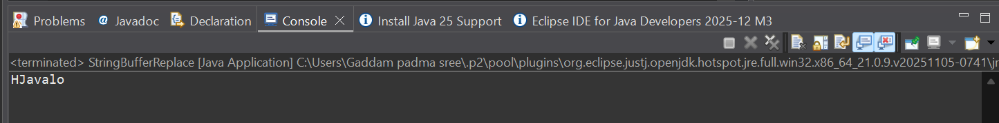 Problems @ Javadoc Declaration Console Install Java 25 Support Eclipse IDE for Java Developers 2025-12 M3
<terminated> StringBufferReplace [Java Application] C:\Users\Gaddam padma sree\.p2\pool\plugins\org.eclipse.justj.openjdk.hotspot.jre.full.win32.x86_64_21.0.9.v20251105-0741\jr
HJavalo